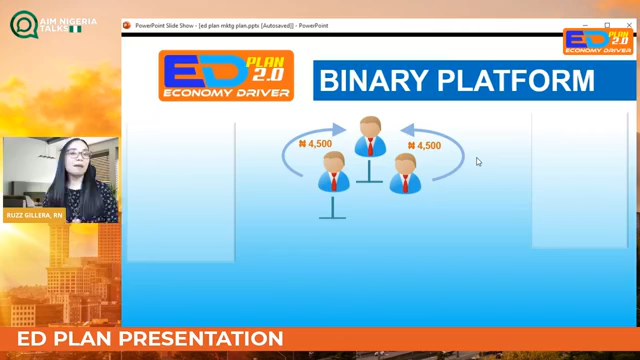 AIM NIGERIA
TALKS
PowerPoint Slide Show - [ed plan mktg plan.pptx [Autosaved]] - PowerPoint
ED PLAN
2.0
ECONOMY DRIVER
BINARY PLATFORM
ED PLAN
2.0
ECONOMY DRIVER
₦ 4,500
₦ 4,500
RUZZ GILLERA, RN
ED PLAN PRESENTATION